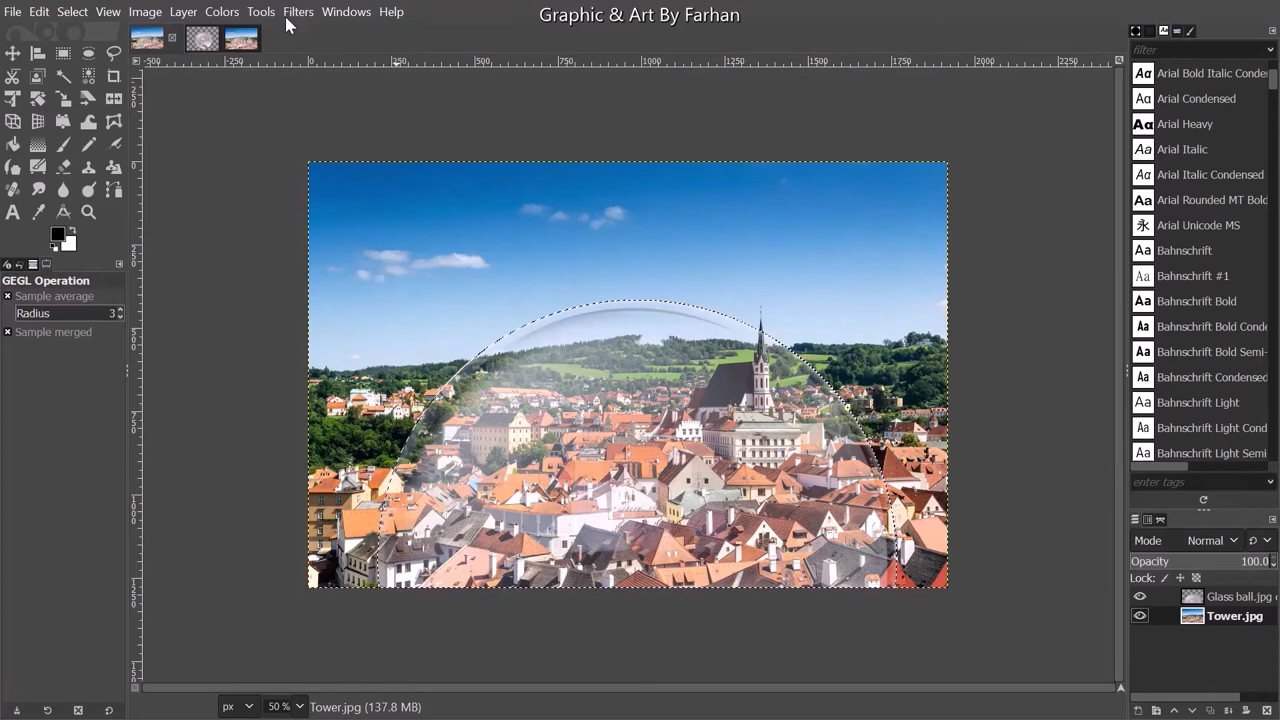 File Edit Select View Image Layer Colors Tools Filters Windows Help
Graphic & Art By Farhan
-500 -250 0 250 500 750 1000 1250 1500 1750 2000 2250
filter
Arial Bold Italic Conde
Arial Condensed
Arial Heavy
Arial Italic
Arial Italic Condensed
Arial Rounded MT Bold
永 Arial Unicode MS
Bahnschrift
Bahnschrift #1
Bahnschrift Bold
Bahnschrift Bold Conde
Bahnschrift Bold Semi-
Bahnschrift Condensed
Bahnschrift Light
Bahnschrift Light Cond
Bahnschrift Light Semi
enter tags
GEGL Operation
Sample average
Radius 3
Sample merged
Mode Normal
Opacity 100.0
Lock:
Glass ball.jpg
Tower.jpg
px 50 % Tower.jpg (137.8 MB)